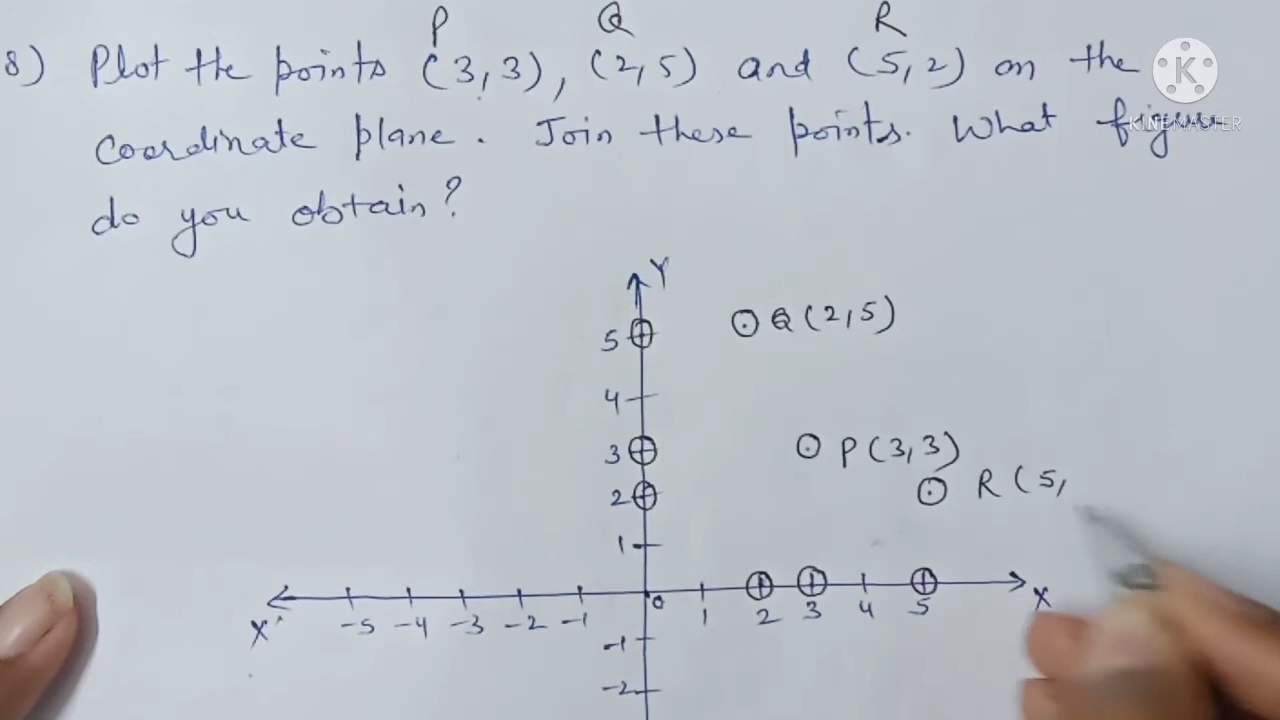 P Q R
8) Plot the points (3,3), (2,5) and (5,2) on the
K
KINEMASTER
coordinate plane. Join these points. What figure
do you obtain?
Y
5
Q (2,5)
4
3
P (3,3)
2
R (5,
1
X' -5 -4 -3 -2 -1 0 1 2 3 4 5 X
-1
-2